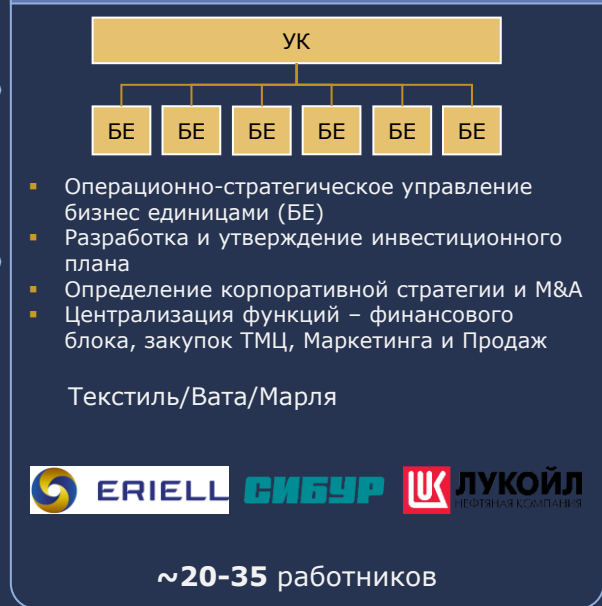 УК
БЕ БЕ БЕ БЕ БЕ БЕ
▪ Операционно-стратегическое управление
бизнес единицами (БЕ)
▪ Разработка и утверждение инвестиционного
плана
▪ Определение корпоративной стратегии и M&A
▪ Централизация функций – финансового
блока, закупок ТМЦ, Маркетинга и Продаж
Текстиль/Вата/Марля
ERIELL СИБУР ЛУКОЙЛ
НЕФТЯНАЯ КОМПАНИЯ
~20-35 работников